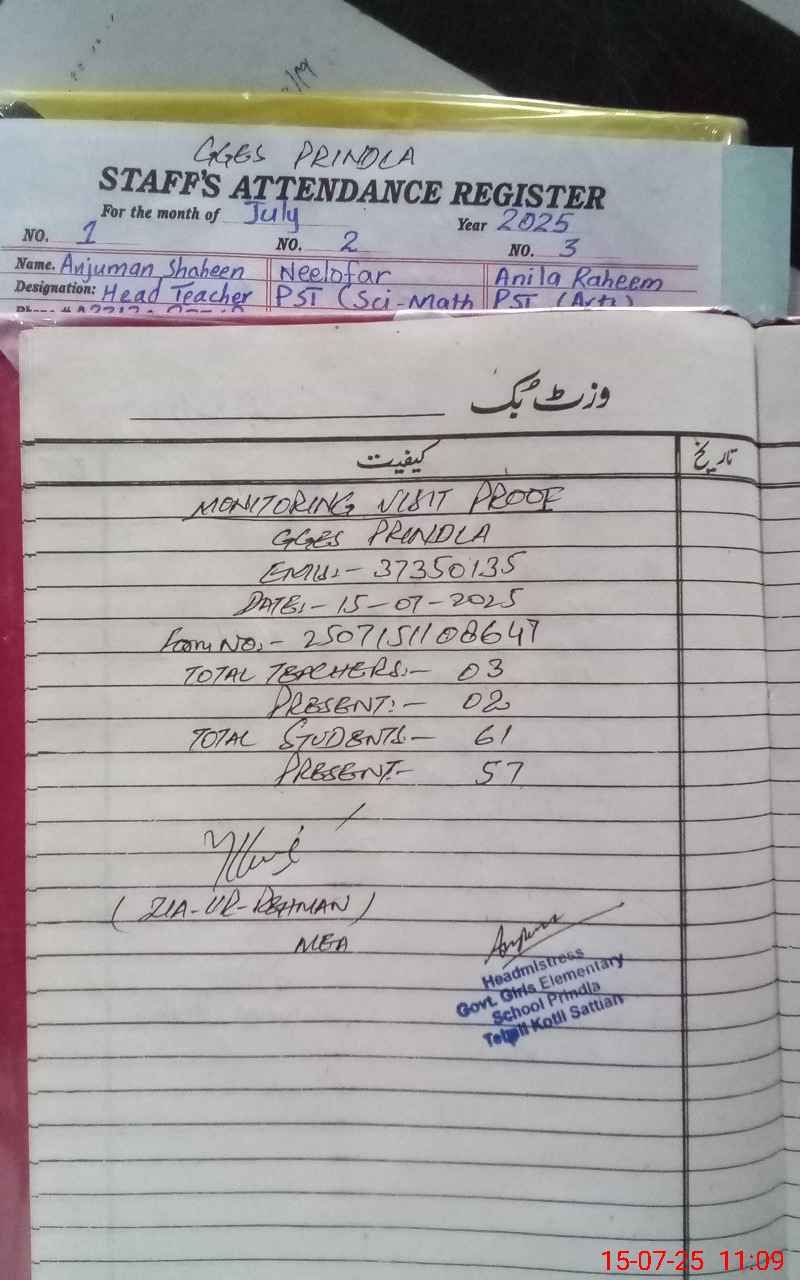 GGES PRINDLA
STAFF'S ATTENDANCE REGISTER
For the month of July Year 2025
NO. 1 NO. 2 NO. 3
Name. Anjuman Shaheen Neelofar Anila Raheem
Designation: Head Teacher PST (Sci-Math PST (Arts)
وزٹ بُک
کیفیت تاریخ
MONITORING VISIT PROOF
GGES PRINDLA
EMIS:- 37350135
DATE:- 15-07-2025
Form NO:- 2507151108647
TOTAL TEACHERS:- 03
PRESENT:- 02
TOTAL STUDENTS:- 61
PRESENT:- 57
(ZIA-UR-REHMAN)
MEA
Headmistress
Govt. Girls Elementary
School Prindla
Tehsil Kotli Sattian
15-07-25 11:09